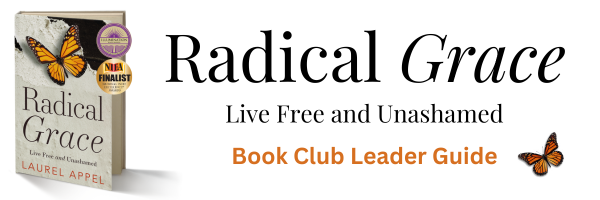 NIEA
FINALIST
Radical
Grace
Live Free and Unashamed
LAUREL APPEL
Radical Grace
Live Free and Unashamed
Book Club Leader Guide